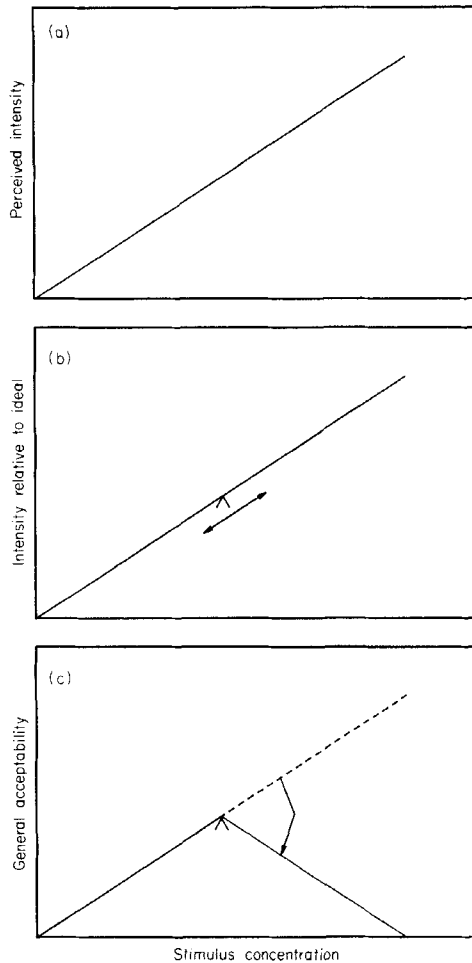 (a)
Perceived intensity
(b)
Intensity relative to ideal
(c)
General acceptability
Stimulus concentration